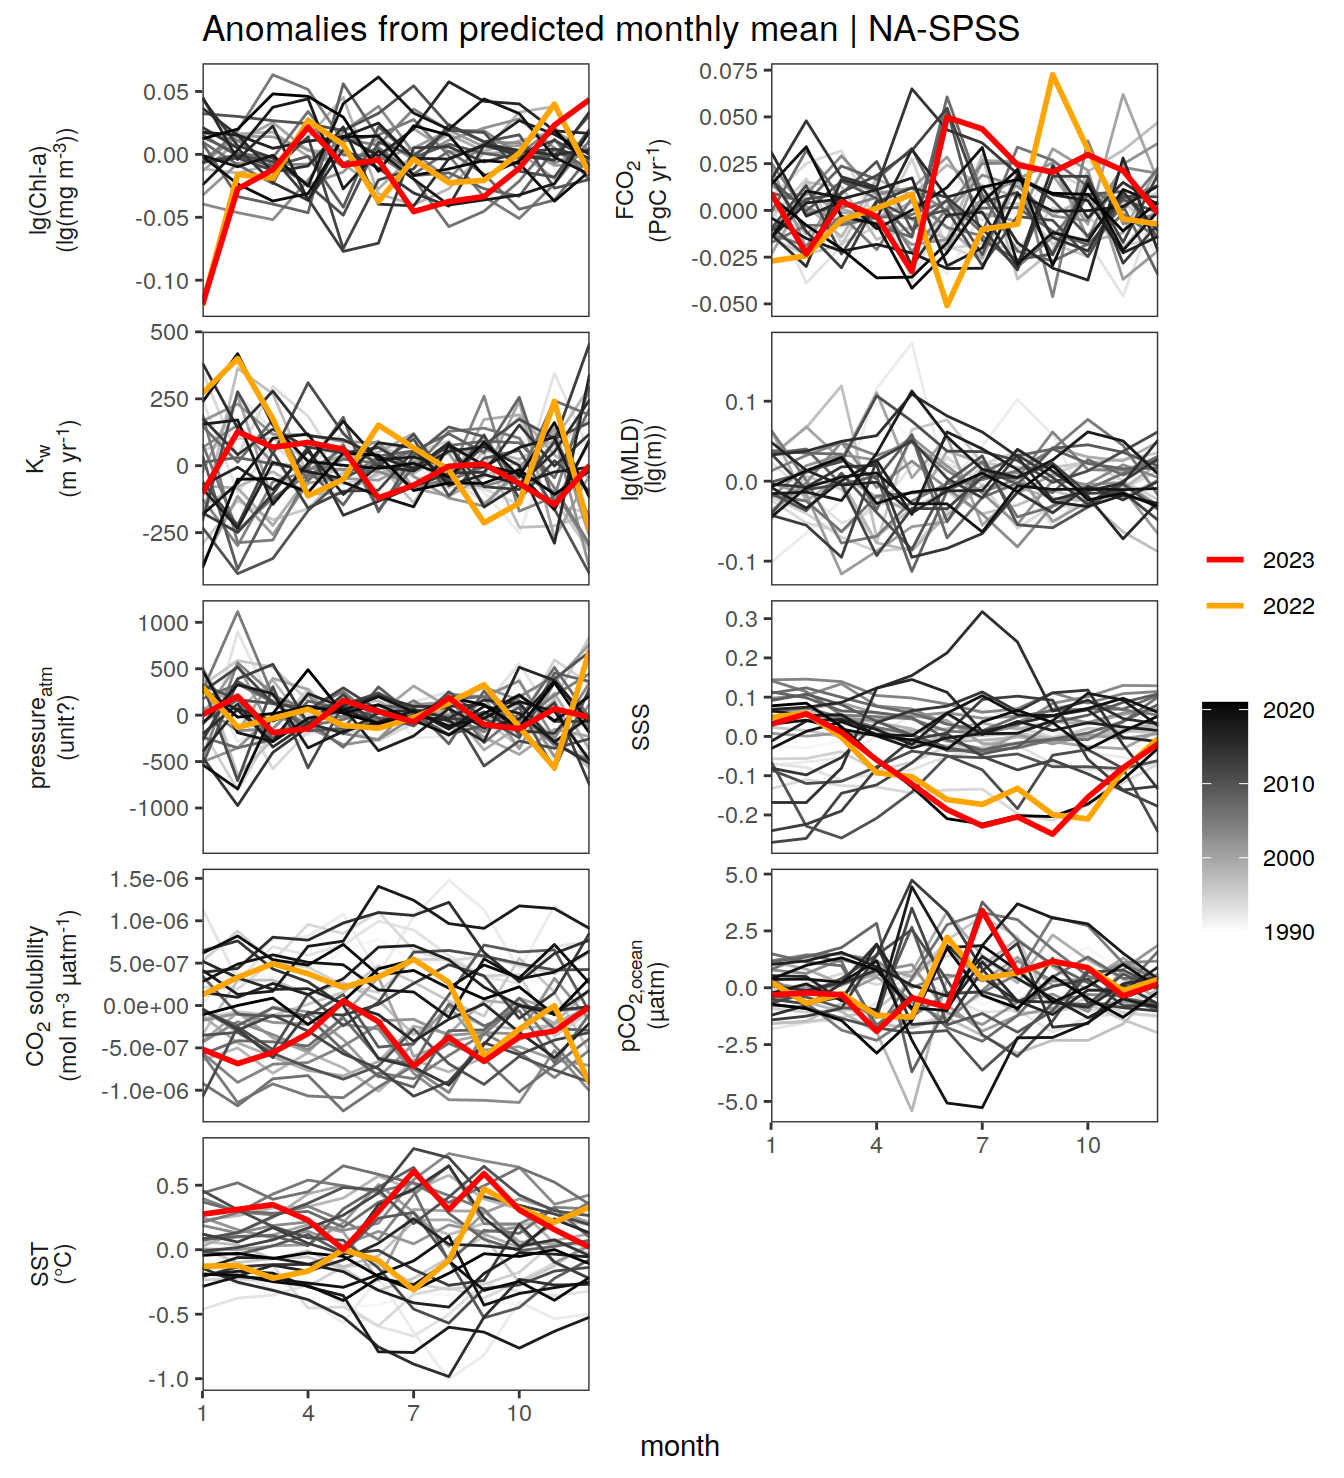 Anomalies from predicted monthly mean | NA-SPSS
lg(Chl-a)
(lg(mg m-3))
0.05
0.00
-0.05
-0.10
FCO2
(PgC yr-1)
0.075
0.050
0.025
0.000
-0.025
-0.050
Kw
(m yr-1)
500
250
0
-250
lg(MLD)
(lg(m))
0.1
0.0
-0.1
pressureatm
(unit?)
1000
500
0
-500
-1000
SSS
0.3
0.2
0.1
0.0
-0.1
-0.2
CO2 solubility
(mol m-3 µatm-1)
1.5e-06
1.0e-06
5.0e-07
0.0e+00
-5.0e-07
-1.0e-06
pCO2,ocean
(µatm)
5.0
2.5
0.0
-2.5
-5.0
1 4 7 10
SST
(°C)
0.5
0.0
-0.5
-1.0
1 4 7 10
month
2023
2022
2020
2010
2000
1990